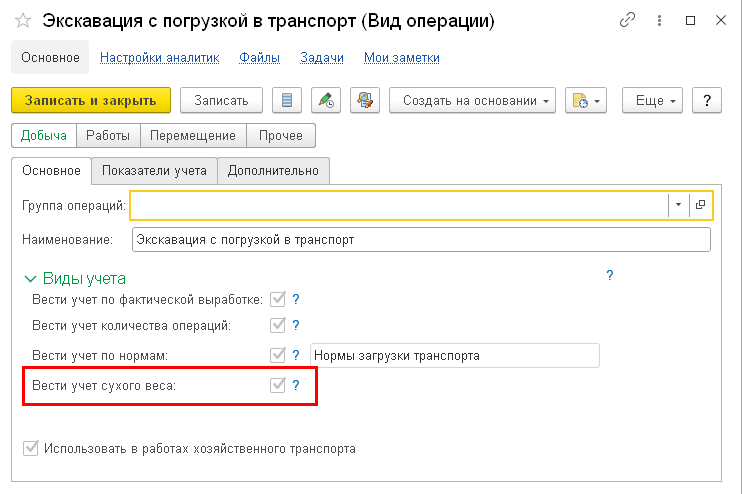 Экскавация с погрузкой в транспорт (Вид операции)
Основное Настройки аналитик Файлы Задачи Мои заметки
Записать и закрыть Записать Создать на основании Еще ?
Добыча Работы Перемещение Прочее
Основное Показатели учета Дополнительно
Группа операций:
Наименование: Экскавация с погрузкой в транспорт
Виды учета ?
Вести учет по фактической выработке: ?
Вести учет количества операций: ?
Вести учет по нормам: ? Нормы загрузки транспорта
Вести учет сухого веса: ?
Использовать в работах хозяйственного транспорта